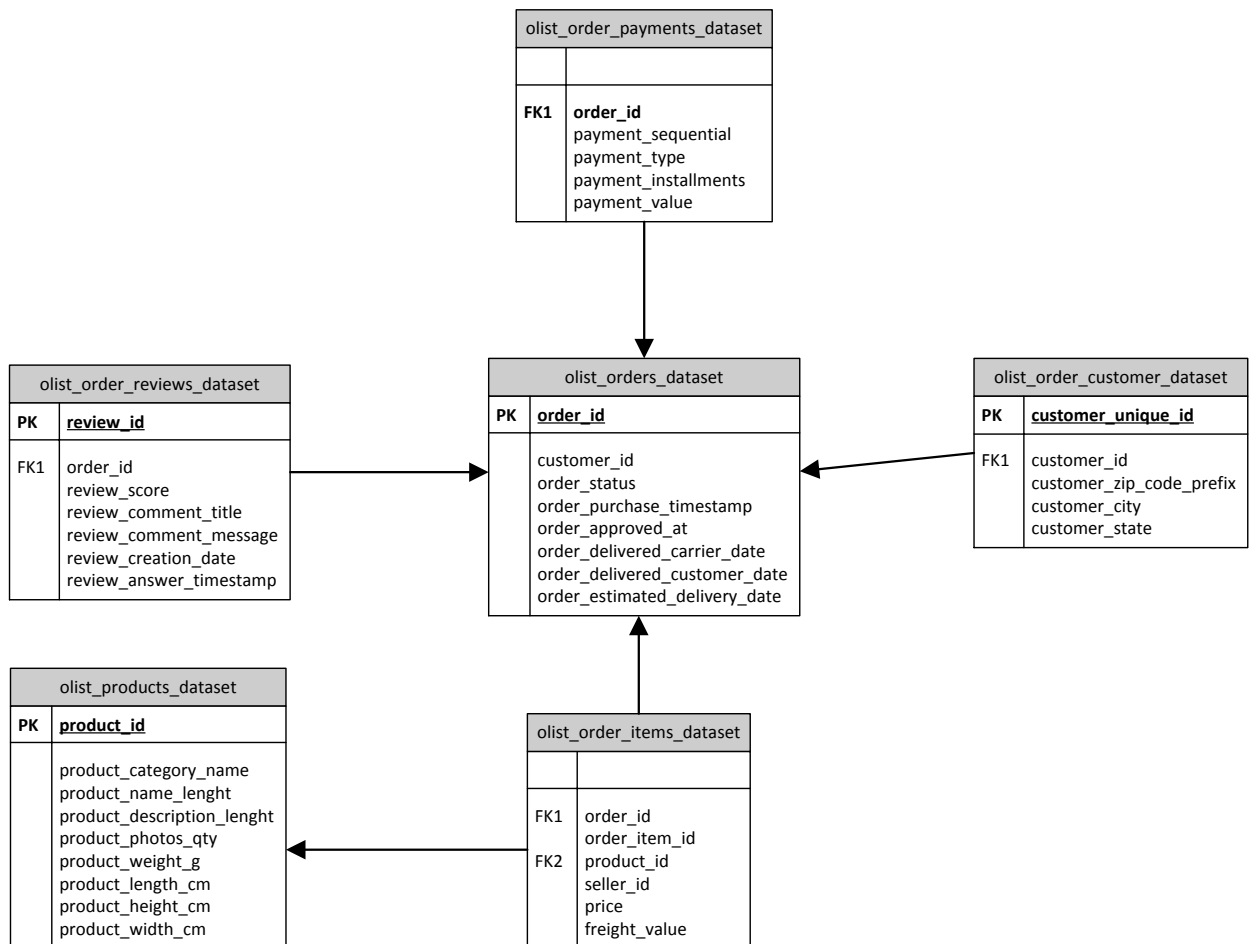 olist_order_payments_dataset
FK1 order_id
payment_sequential
payment_type
payment_installments
payment_value
olist_order_reviews_dataset
PK review_id
FK1 order_id
review_score
review_comment_title
review_comment_message
review_creation_date
review_answer_timestamp
olist_orders_dataset
PK order_id
customer_id
order_status
order_purchase_timestamp
order_approved_at
order_delivered_carrier_date
order_delivered_customer_date
order_estimated_delivery_date
olist_order_customer_dataset
PK customer_unique_id
FK1 customer_id
customer_zip_code_prefix
customer_city
customer_state
olist_products_dataset
PK product_id
product_category_name
product_name_lenght
product_description_lenght
product_photos_qty
product_weight_g
product_length_cm
product_height_cm
product_width_cm
olist_order_items_dataset
FK1 order_id
order_item_id
FK2 product_id
seller_id
price
freight_value